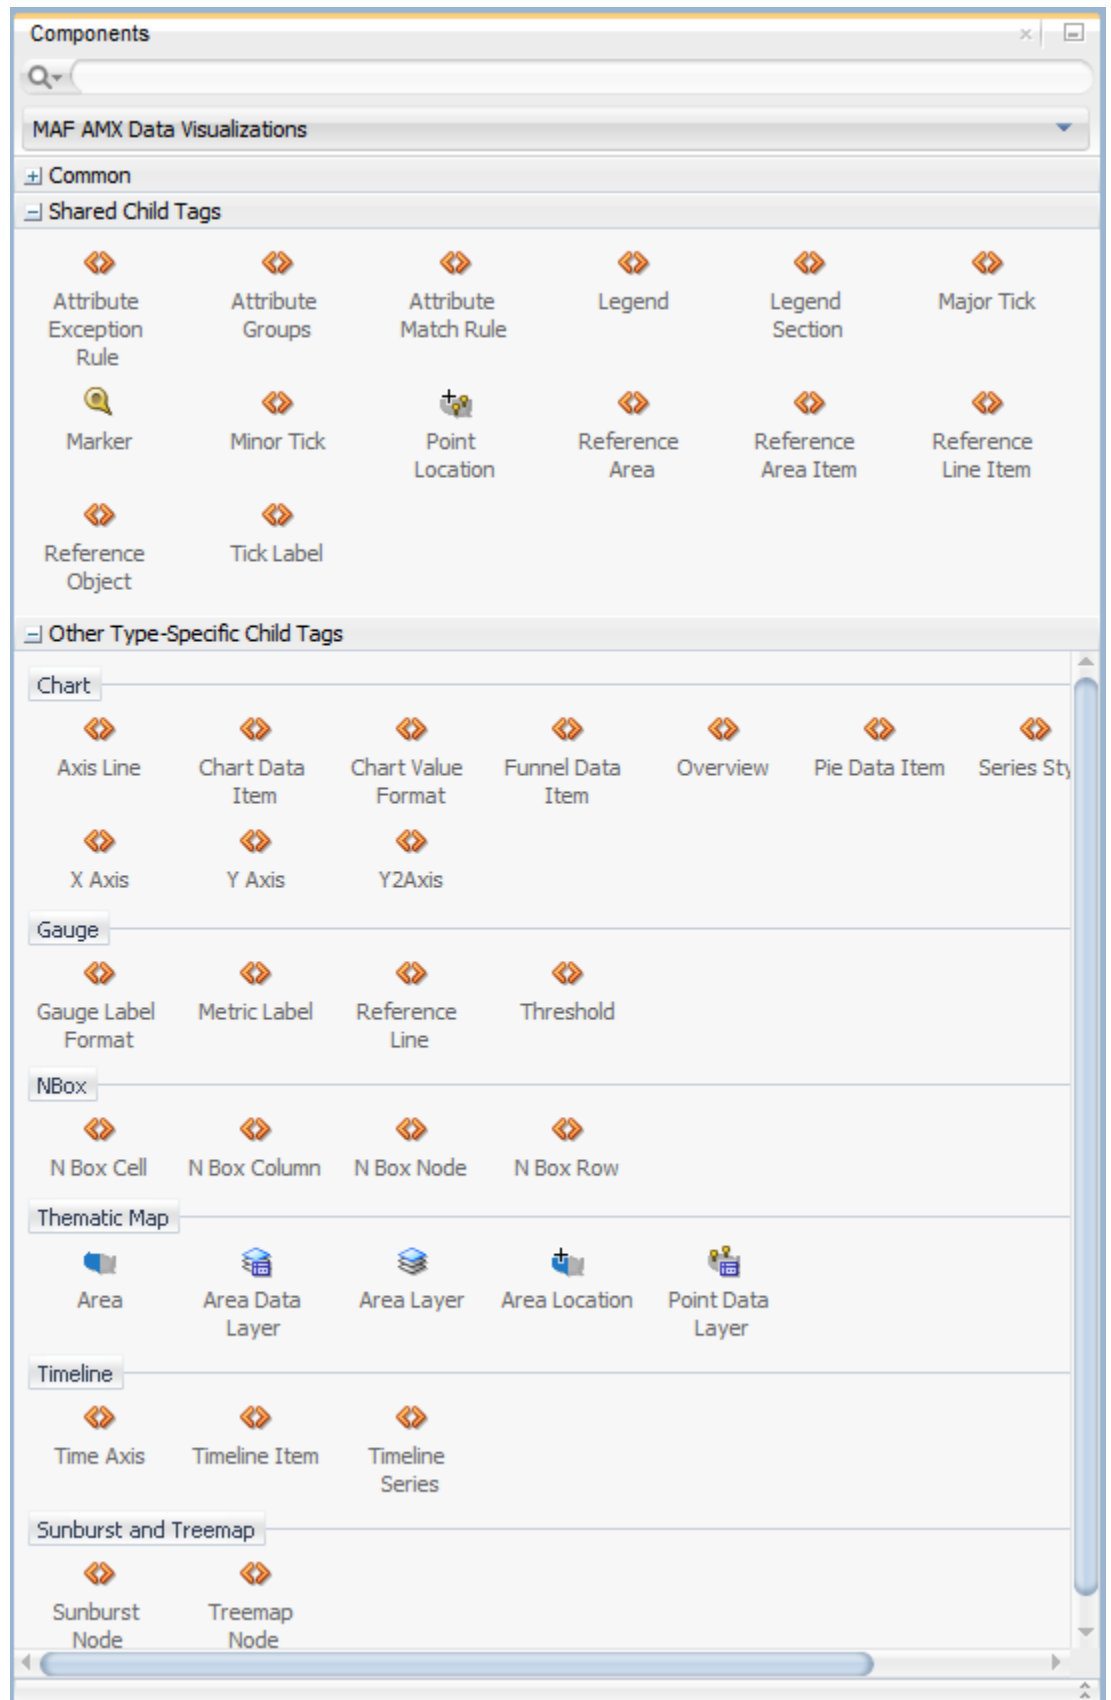 Components
MAF AMX Data Visualizations
Common
Shared Child Tags
Attribute Exception Rule
Attribute Groups
Attribute Match Rule
Legend
Legend Section
Major Tick
Marker
Minor Tick
Point Location
Reference Area
Reference Area Item
Reference Line Item
Reference Object
Tick Label
Other Type-Specific Child Tags
Chart
Axis Line
Chart Data Item
Chart Value Format
Funnel Data Item
Overview
Pie Data Item
Series Sty
X Axis
Y Axis
Y2Axis
Gauge
Gauge Label Format
Metric Label
Reference Line
Threshold
NBox
N Box Cell
N Box Column
N Box Node
N Box Row
Thematic Map
Area
Area Data Layer
Area Layer
Area Location
Point Data Layer
Timeline
Time Axis
Timeline Item
Timeline Series
Sunburst and Treemap
Sunburst Node
Treemap Node